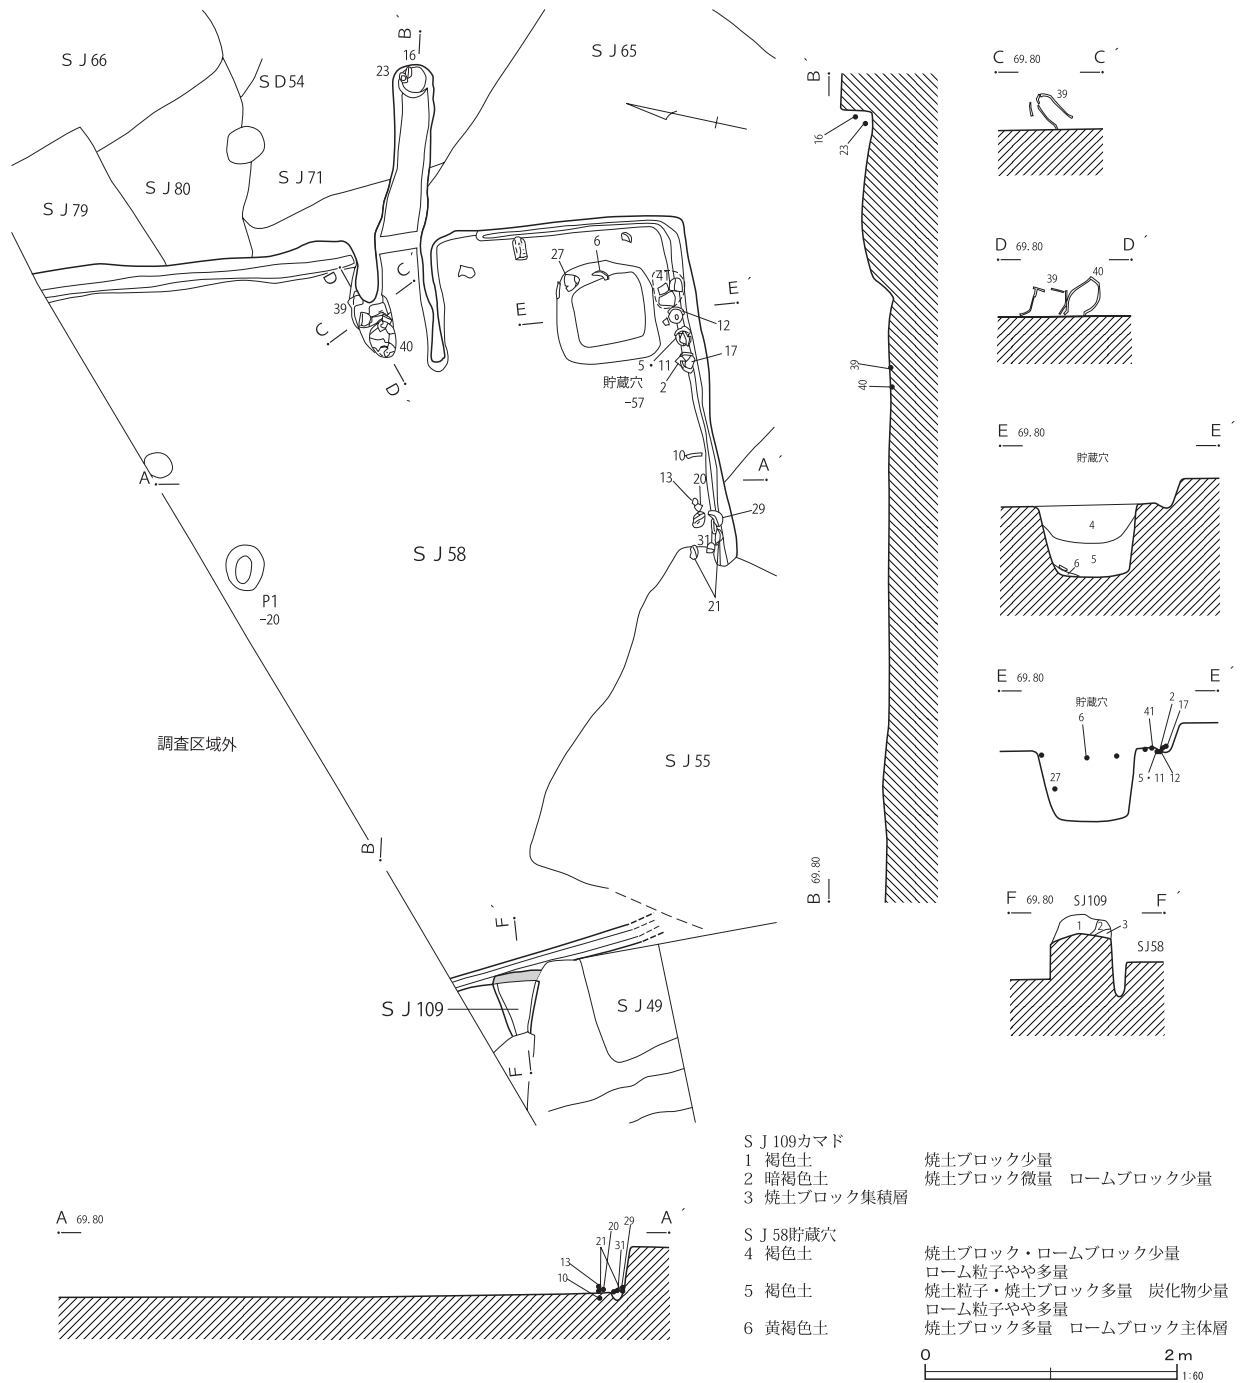 ＳＪ66
ＳD54
ＳＪ65
ＳＪ80
ＳＪ71
ＳＪ79
B′
16
23
27
6
41
E
E′
12
17
5・11
2
貯蔵穴
−57
D
C′
39
C
40
D′
10
13
20
A′
29
31
21
A
ＳＪ58
P1
−20
調査区域外
ＳＪ55
B
F′
ＳＪ109
ＳＪ49
F
B′
16
23
39
40
B 69.80
C 69.80 C′
39
D 69.80 D′
39
40
E 69.80 E′
貯蔵穴
4
5
6
E 69.80 E′
貯蔵穴
6
41
2
17
27
5・11 12
F 69.80 SJ109 F′
1 2 3
SJ58
A 69.80 A′
21 20 29
31
13
10
ＳＪ109カマド
1 褐色土 焼土ブロック少量
2 暗褐色土 焼土ブロック微量 ロームブロック少量
3 焼土ブロック集積層
ＳＪ58貯蔵穴
4 褐色土 焼土ブロック・ロームブロック少量
ローム粒子やや多量
5 褐色土 焼土粒子・焼土ブロック多量 炭化物少量
ローム粒子やや多量
6 黄褐色土 焼土ブロック多量 ロームブロック主体層
0 2m
1:60